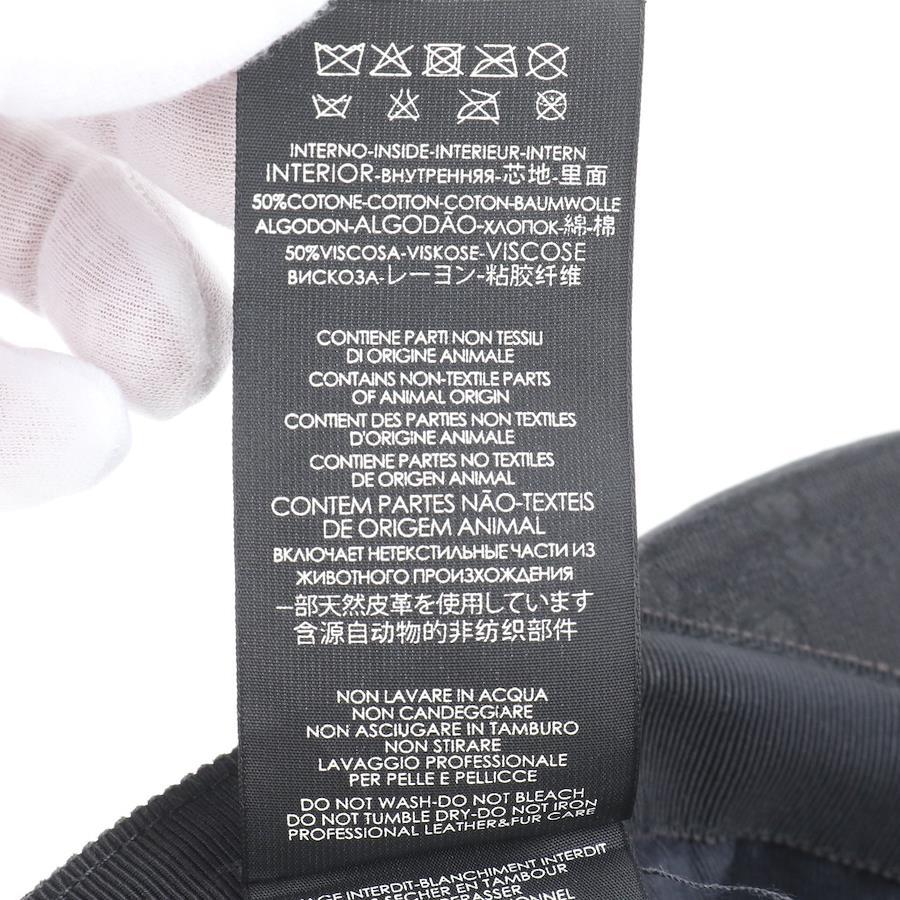 INTERNO-INSIDE-INTERIEUR-INTERN
INTERIOR-ВНУТРЕННЯЯ-芯地-里面
50%COTONE-COTTON-COTON-BAUMWOLLE
ALGODON-ALGODÃO-ХЛОПОК-綿-棉
50%VISCOSA-VISKOSE-VISCOSE
ВИСКОЗА-レーヨン-粘胶纤维
CONTIENE PARTI NON TESSILI
DI ORIGINE ANIMALE
CONTAINS NON-TEXTILE PARTS
OF ANIMAL ORIGIN
CONTIENT DES PARTIES NON TEXTILES
D'ORIGINE ANIMALE
CONTIENE PARTES NO TEXTILES
DE ORIGEN ANIMAL
CONTEM PARTES NÃO-TEXTEIS
DE ORIGEM ANIMAL
ВКЛЮЧАЕТ НЕТЕКСТИЛЬНЫЕ ЧАСТИ ИЗ
ЖИВОТНОГО ПРОИЗХОЖДЕНИЯ
一部天然皮革を使用しています
含源自动物的非纺织部件
NON LAVARE IN ACQUA
NON CANDEGGIARE
NON ASCIUGARE IN TAMBURO
NON STIRARE
LAVAGGIO PROFESSIONALE
PER PELLE E PELLICCE
DO NOT WASH-DO NOT BLEACH
DO NOT TUMBLE DRY-DO NOT IRON
PROFESSIONAL LEATHER&FUR CARE
INTERDIT-BLANCHIMENT INTERDIT
SÉCHER EN TAMBOUR